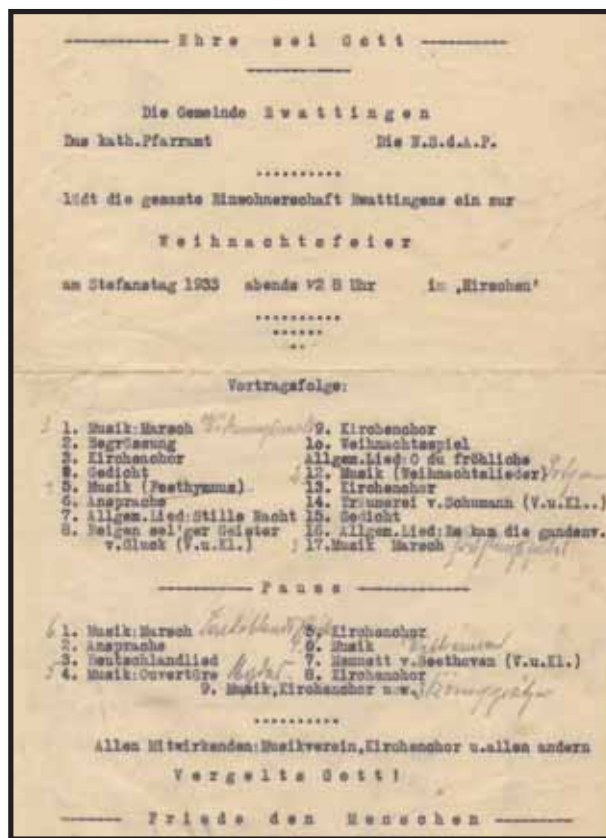 ---------- Ehre sei Gott ----------
Die Gemeinde Ewattingen
Das kath.Pfarramt Die N.S.d.A.P.
lädt die gesamte Einwohnerschaft Ewattingens ein zur
Weihnachtsfeier
am Stefanstag 1933 abends 1/2 8 Uhr im "Hirschen"
Vortragsfolge:
1. Musik:Marsch
2. Begrüssung
3. Kirchenchor
4. Gedicht
5. Musik (Festhymnus)
6. Ansprache
7. Allgem.Lied:Stille Nacht
8. Reigen sel'ger Geister
v.Gluck (V.u.Kl.)
9. Kirchenchor
10. Weihnachtsspiel
Allgem.Lied:O du fröhliche
12. Musik (Weihnachtslieder)
13. Kirchenchor
14. Träumerei v.Schumann (V.u.Kl..)
15. Gedicht
16. Allgem.Lied:Es kam die gnadenv.
17.Musik Marsch
---------- Pause ----------
1. Musik:Marsch
2. Ansprache
3. Deutschlandlied
4. Musik:Ouvertüre
5. Kirchenchor
6. Musik
7. Menuett v.Beethovan (V.u.Kl.)
8. Kirchenchor
9. Musik,Kirchenchor usw. Königgrätzer
Allen Mitwirkenden:Musikverein,Kirchenchor u.allen andern
Vergelts Gott!
------ Friede den Menschen --------